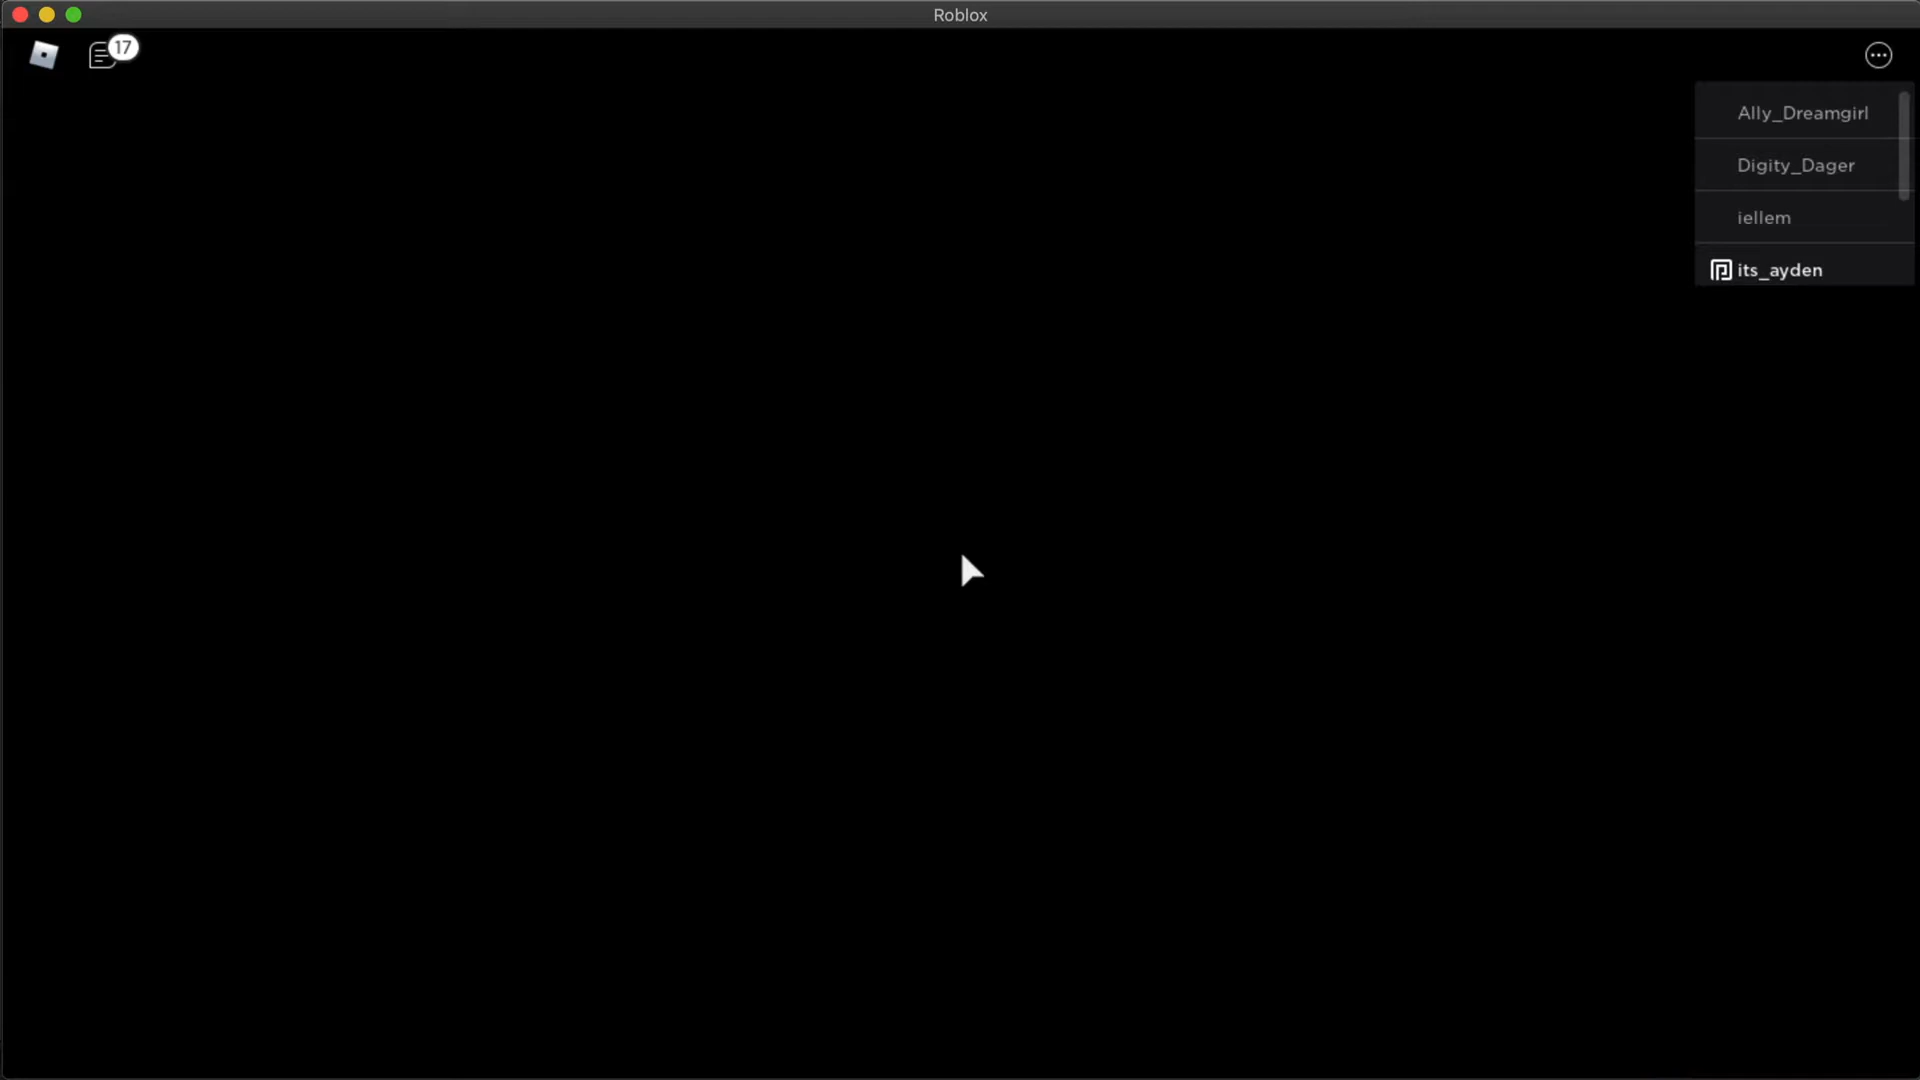 Roblox
17
Ally_Dreamgirl
Digity_Dager
iellem
its_ayden